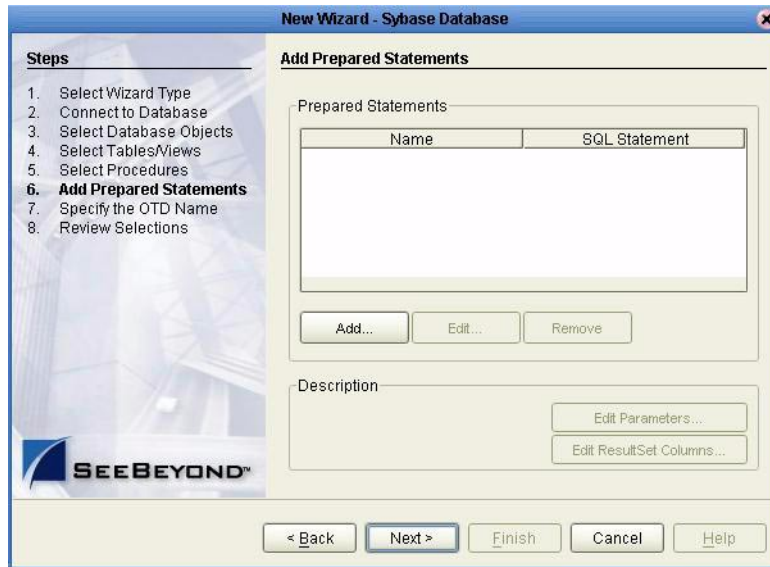 New Wizard - Sybase Database
Steps
1. Select Wizard Type
2. Connect to Database
3. Select Database Objects
4. Select Tables/Views
5. Select Procedures
6. Add Prepared Statements
7. Specify the OTD Name
8. Review Selections
SEEBEYOND™
Add Prepared Statements
Prepared Statements
Name SQL Statement
Add... Edit... Remove
Description
Edit Parameters...
Edit ResultSet Columns...
< Back Next > Finish Cancel Help